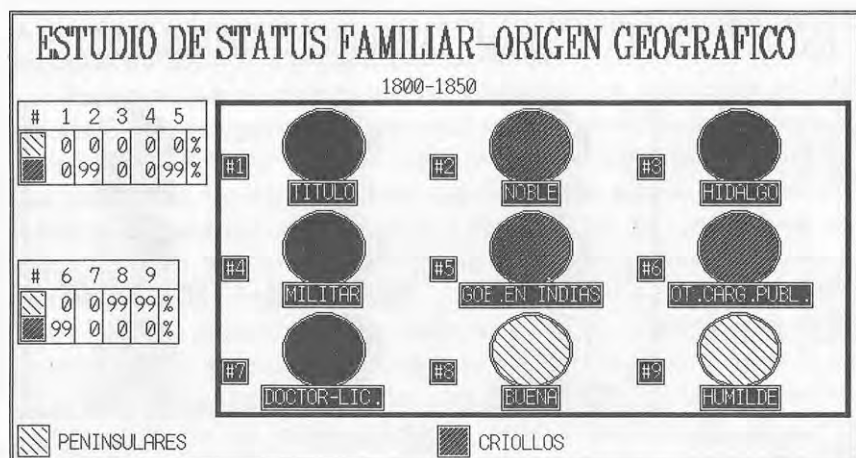 ESTUDIO DE STATUS FAMILIAR-ORIGEN GEOGRAFICO
1800-1850
# 1 2 3 4 5
0 0 0 0 0 %
0 99 0 0 99 %
#1 #2 #3
TITULO NOBLE HIDALGO
# 6 7 8 9
0 0 99 99 %
99 0 0 0 %
#4 #5 #6
MILITAR GOE.EN.INDIAS OT.CARG.PUBL.
#7 #8 #9
DOCTOR-LIC. BUENA HUMILDE
PENINSULARES CRIOLLOS